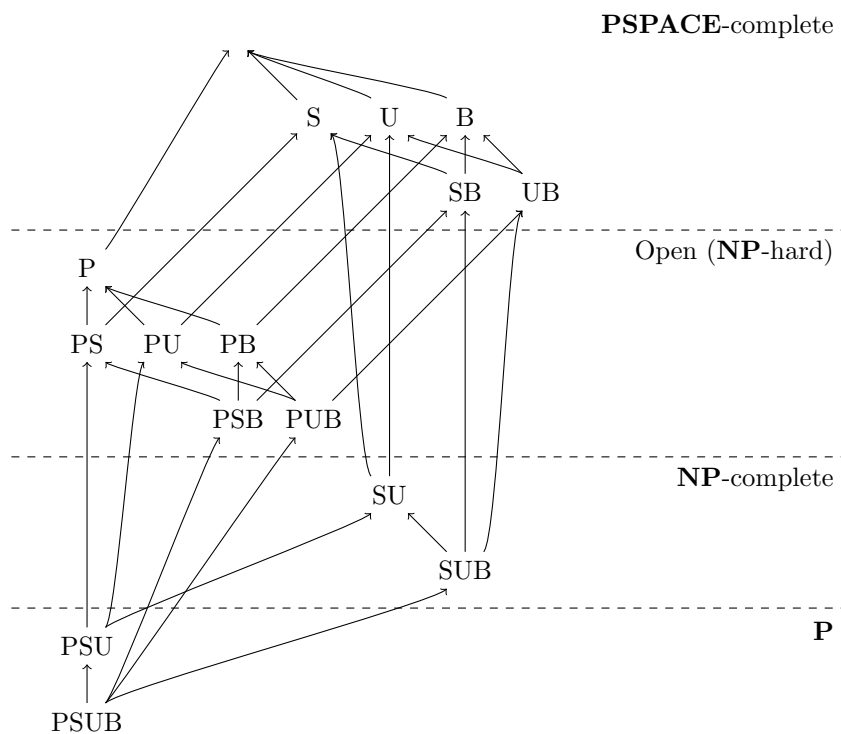 PSPACE-complete
S U B
SB UB
Open (NP-hard)
P
PS PU PB
PSB PUB
NP-complete
SU
SUB
P
PSU
PSUB